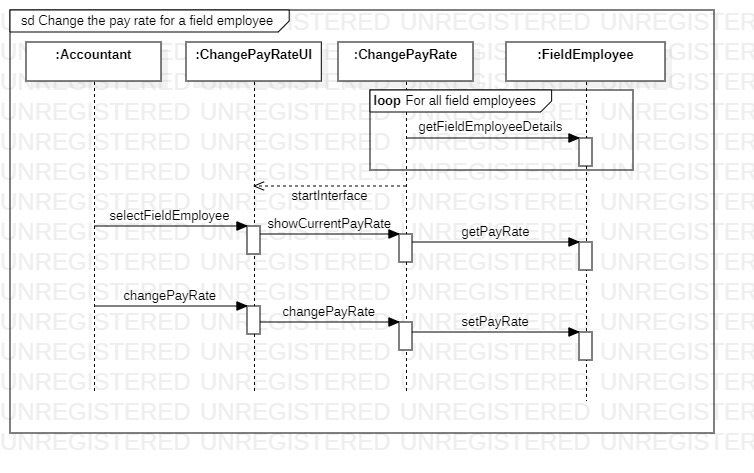 sd Change the pay rate for a field employee
:Accountant
:ChangePayRateUI
:ChangePayRate
:FieldEmployee
loop For all field employees
getFieldEmployeeDetails
startInterface
selectFieldEmployee
showCurrentPayRate
getPayRate
changePayRate
changePayRate
setPayRate
UNREGISTERED UNREGISTERED UNREGISTERED UNREGISTERED